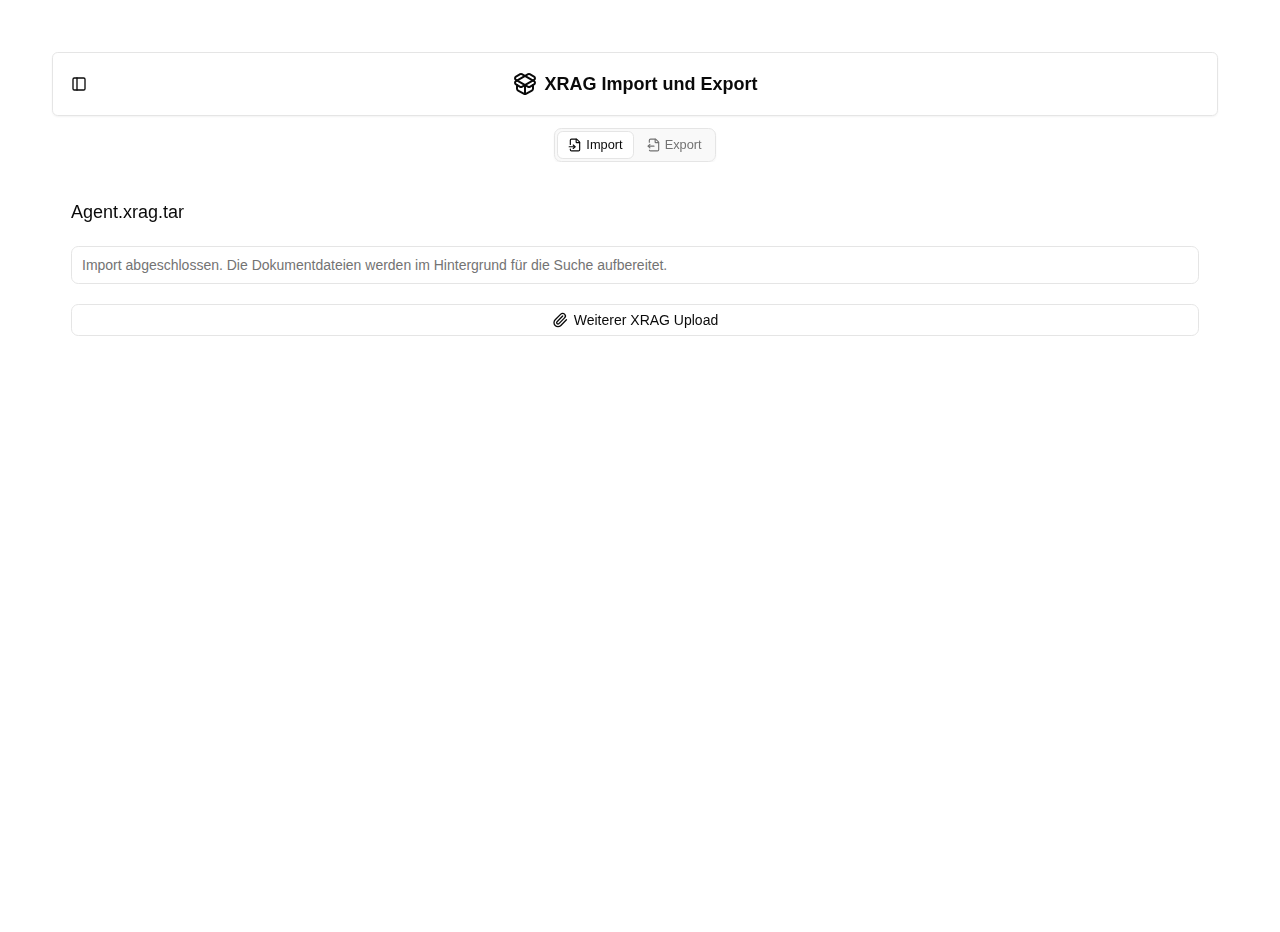 XRAG Import und Export
Import Export
Agent.xrag.tar
Import abgeschlossen. Die Dokumentdateien werden im Hintergrund für die Suche aufbereitet.
Weiterer XRAG Upload